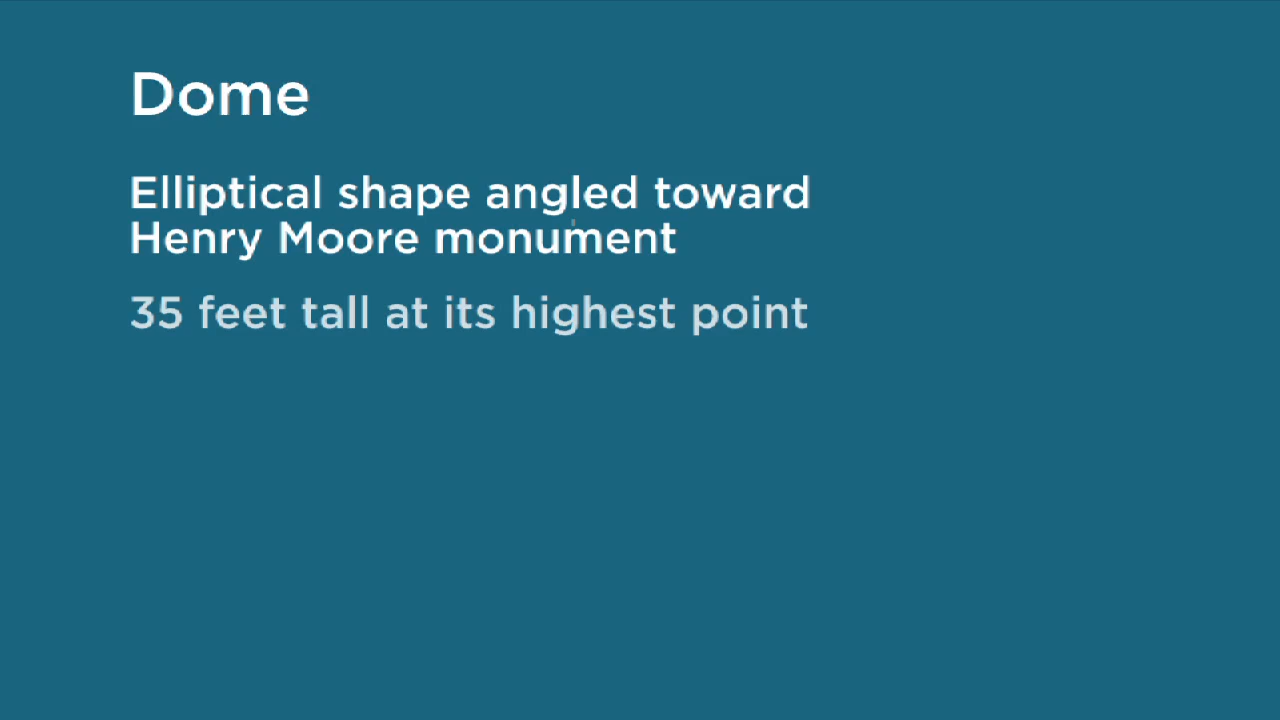 Dome
Elliptical shape angled toward
Henry Moore monument
35 feet tall at its highest point